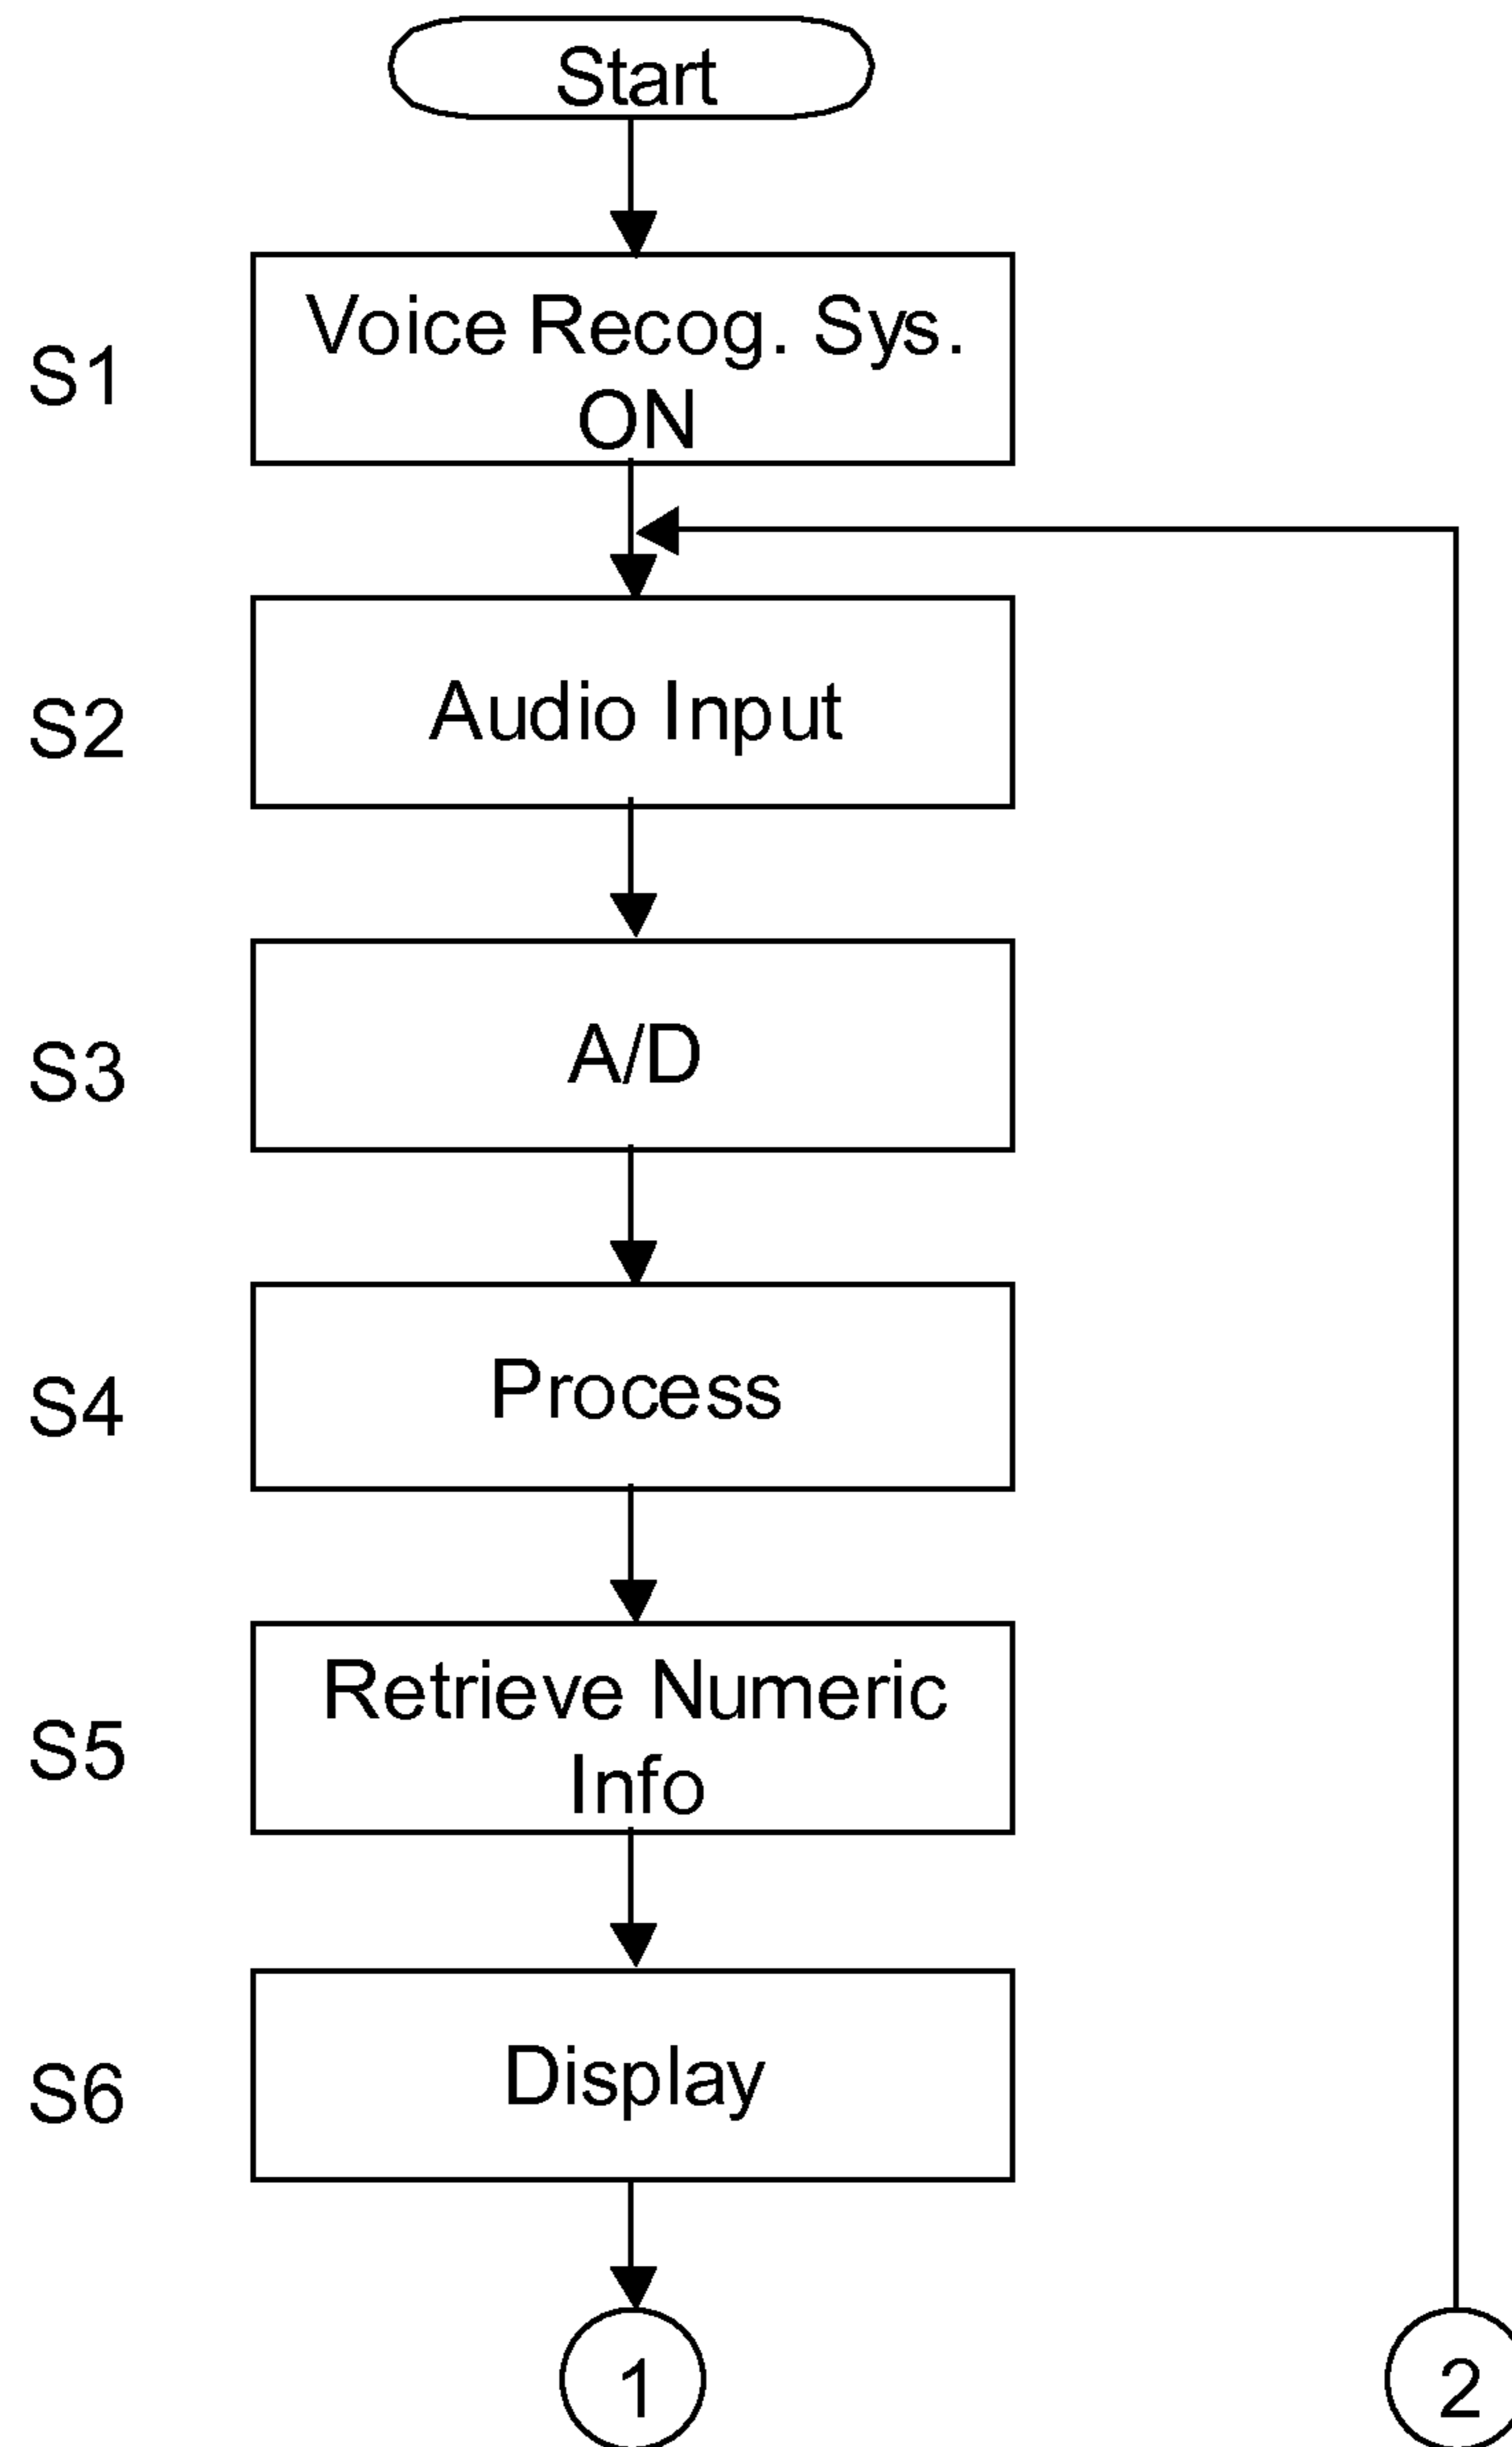 Start
S1
Voice Recog. Sys.
ON
S2
Audio Input
S3
A/D
S4
Process
S5
Retrieve Numeric
Info
S6
Display
1
2